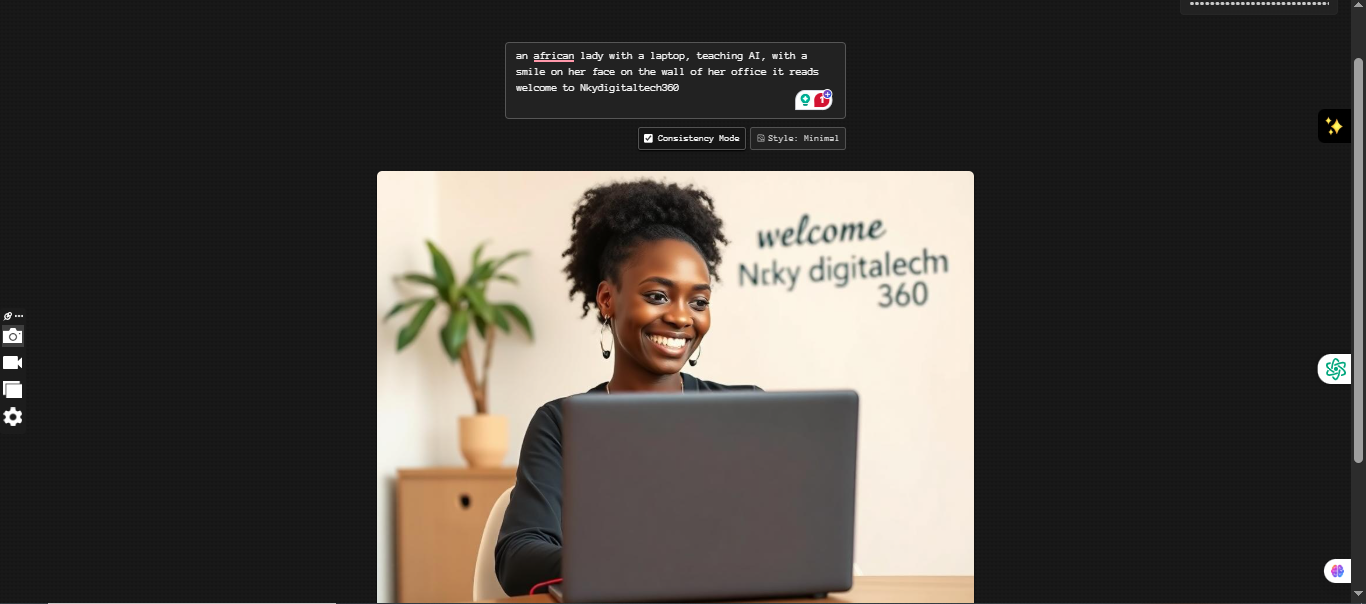 an african lady with a laptop, teaching AI, with a
smile on her face on the wall of her office it reads
welcome to Nkydigitaltech360
Consistency Mode
Style: Minimal
welcome
Nrky digitalech
360